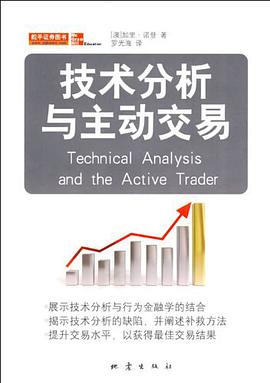 舵手证券图书
Education
[澳]加里·诺登 著
罗光海 译
技术分析
与主动交易
Technical Analysis
and the Active Trader
·展示技术分析与行为金融学的结合
·揭示技术分析的缺陷，并阐述补救方法
·提升交易水平，以获得最佳交易结果
地震出版社